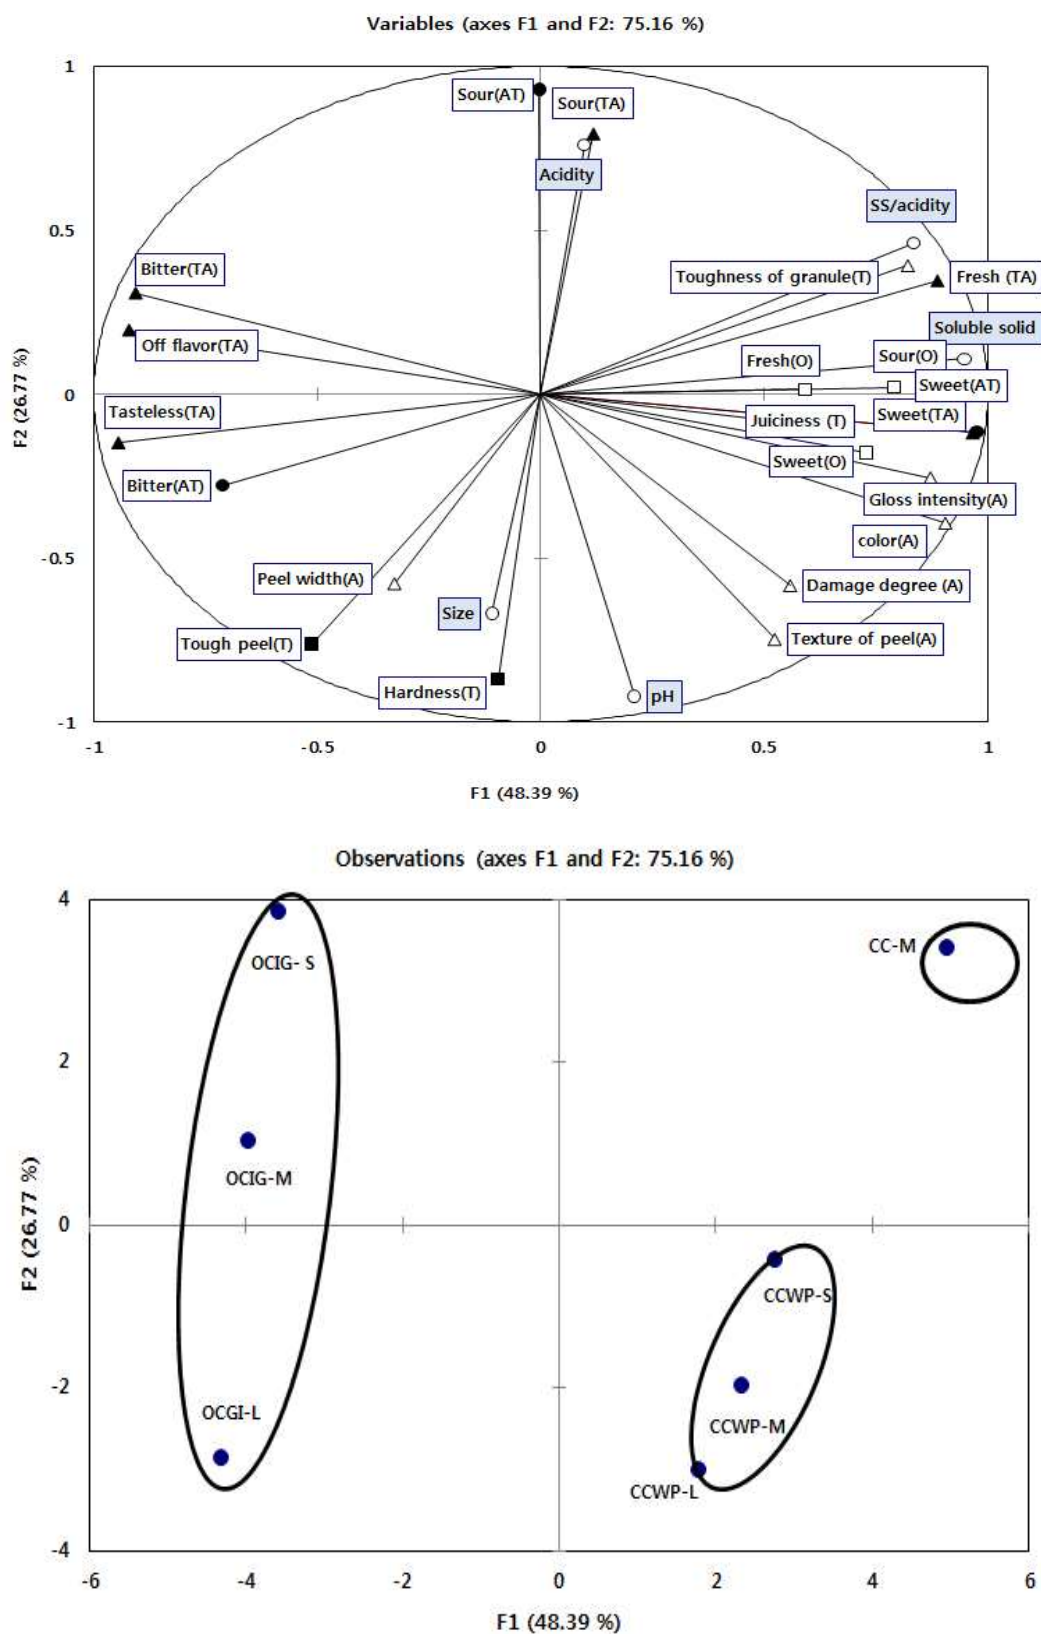 Variables (axes F1 and F2: 75.16 %)
1
Sour(AT)
Sour(TA)
Acidity
SS/acidity
0.5
Bitter(TA)
Toughness of granule(T)
Fresh (TA)
Off flavor(TA)
Soluble solid
Fresh(O)
Sour(O)
0
Sweet(AT)
Tasteless(TA)
Juiciness (T)
Sweet(TA)
Bitter(AT)
Sweet(O)
Gloss intensity(A)
color(A)
-0.5
Peel width(A)
Size
Damage degree (A)
Tough peel(T)
Texture of peel(A)
Hardness(T)
pH
-1
-1
-0.5
0
0.5
1
F2 (26.77 %)
F1 (48.39 %)
Observations (axes F1 and F2: 75.16 %)
4
CC-M
OCIG- S
2
OCIG-M
0
CCWP-S
-2
OCGI-L
CCWP-M
CCWP-L
-4
-6
-4
-2
0
2
4
6
F2 (26.77 %)
F1 (48.39 %)